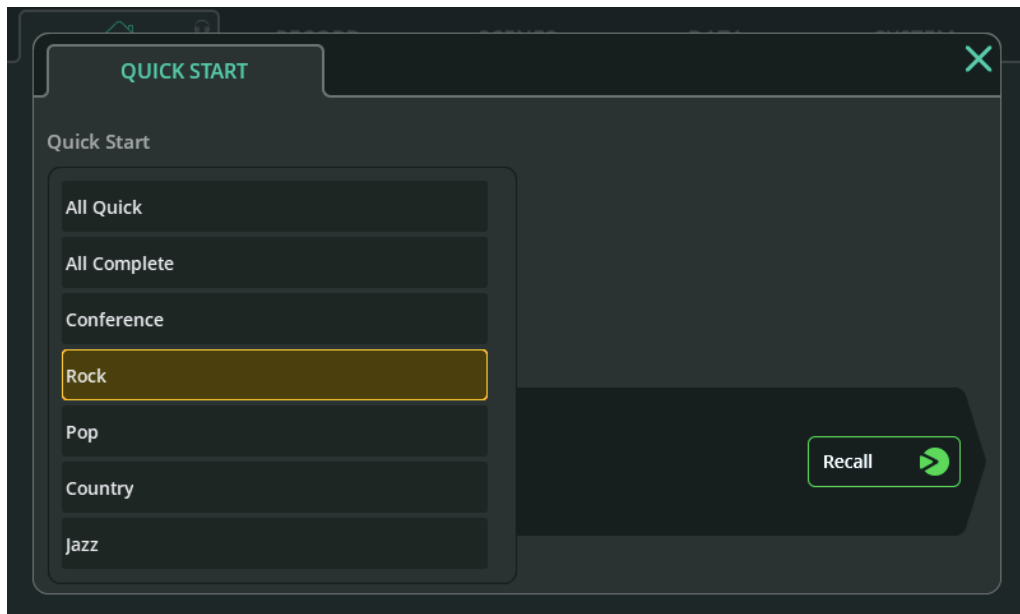 QUICK START
Quick Start
All Quick
All Complete
Conference
Rock
Pop
Country
Jazz
Recall